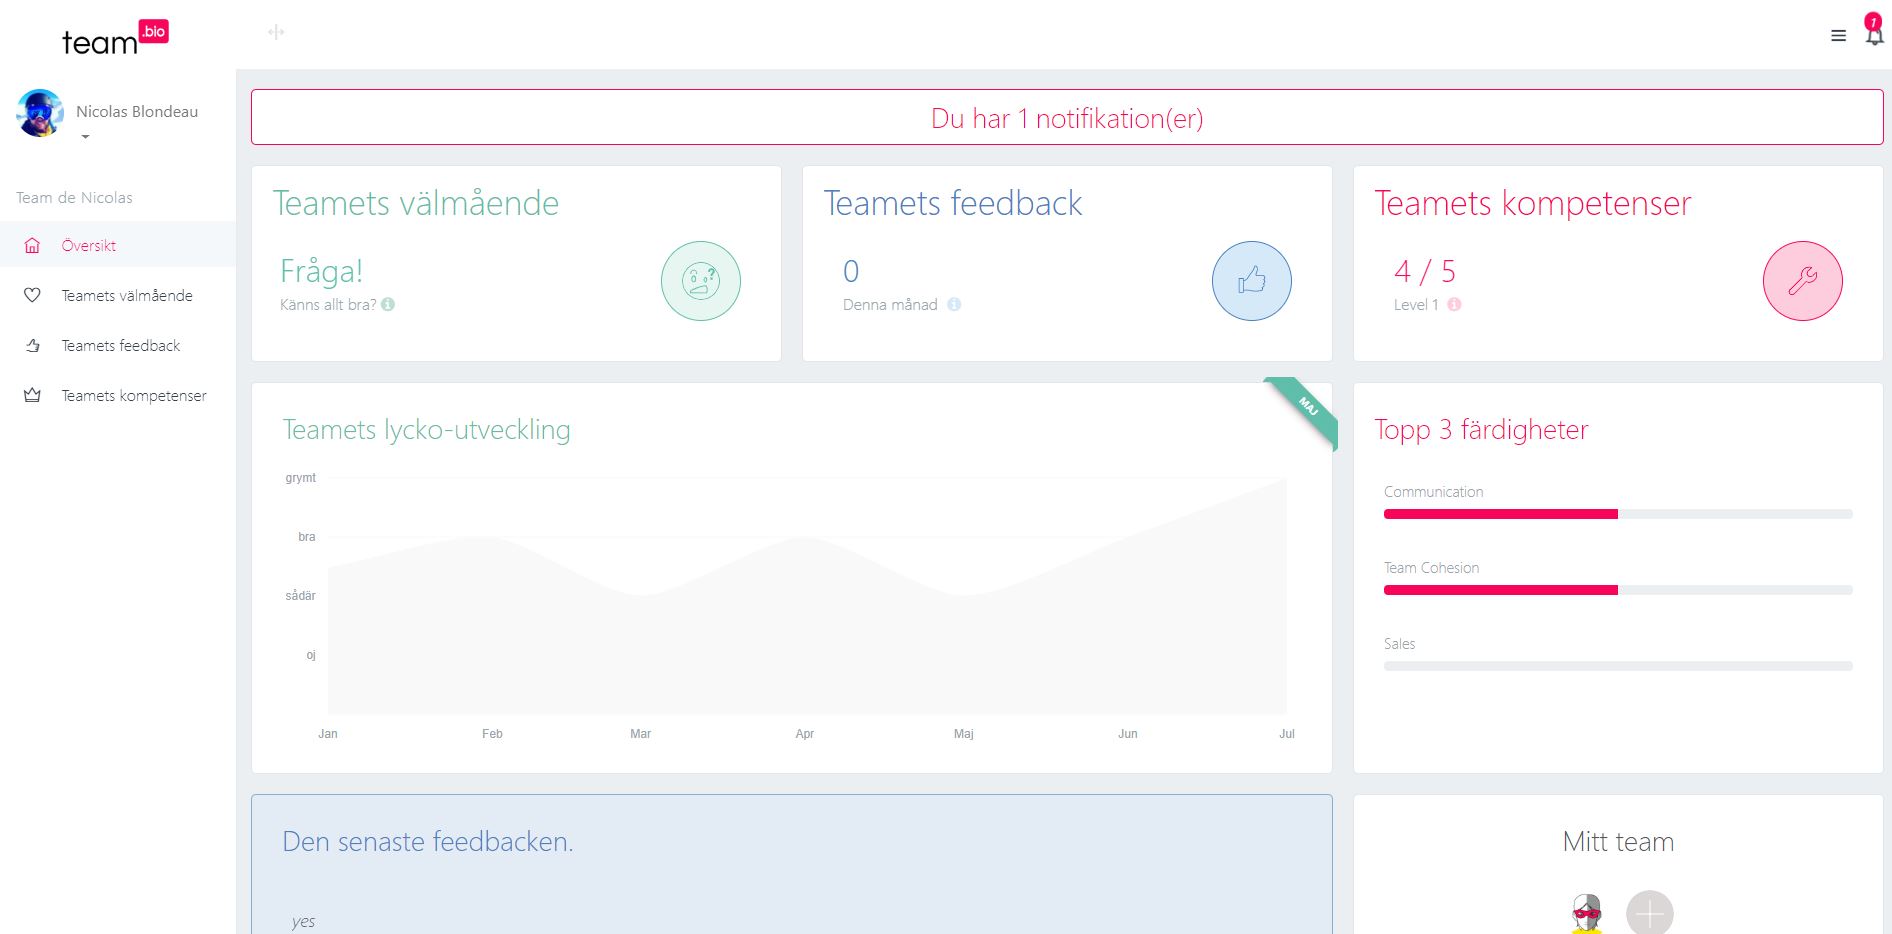 team.bio
1
Nicolas Blondeau
Team de Nicolas
Översikt
Teamets välmående
Teamets feedback
Teamets kompetenser
Du har 1 notifikation(er)
Teamets välmående
Fråga!
Känns allt bra?
Teamets feedback
0
Denna månad
Teamets kompetenser
4 / 5
Level 1
Teamets lycko-utveckling
MAJ
grymt
bra
sådär
oj
Jan Feb Mar Apr Maj Jun Jul
Topp 3 färdigheter
Communication
Team Cohesion
Sales
Den senaste feedbacken.
yes
Mitt team